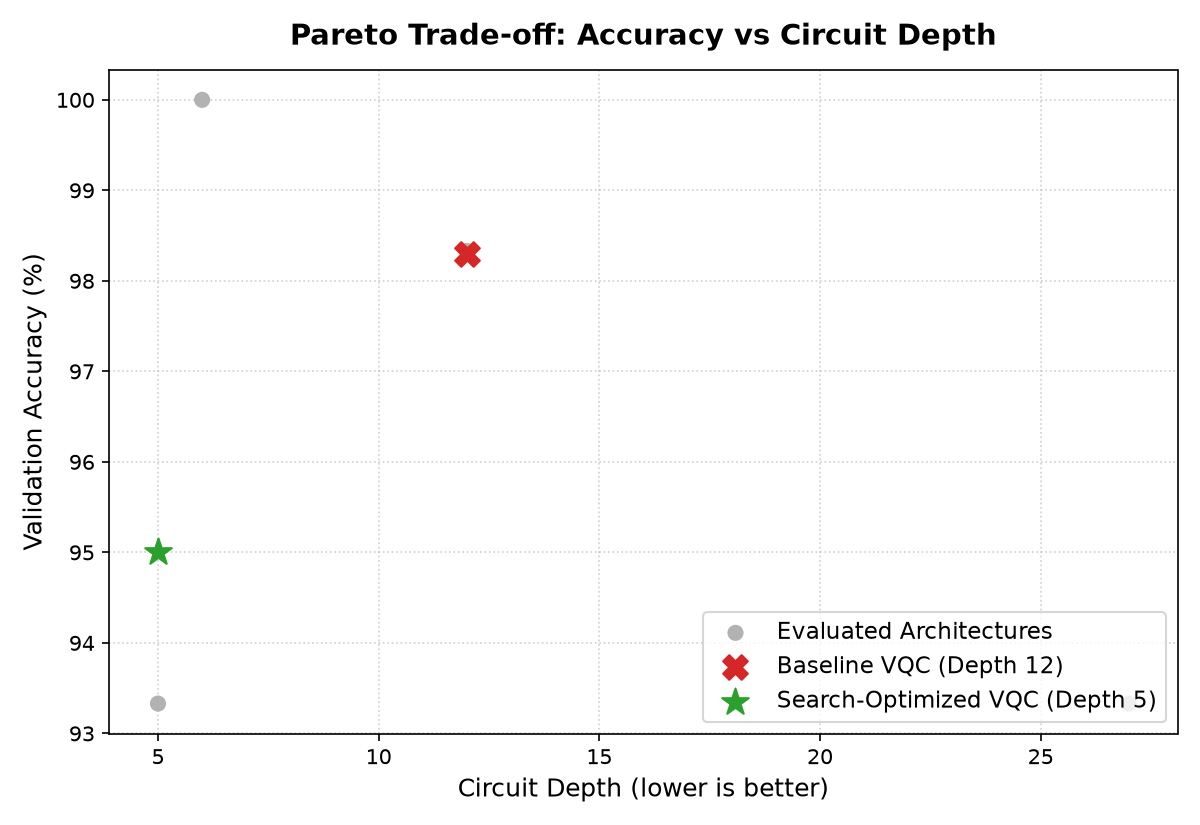 Pareto Trade-off: Accuracy vs Circuit Depth
100
99
98
97
96
95
94
93
Validation Accuracy (%)
Evaluated Architectures
Baseline VQC (Depth 12)
Search-Optimized VQC (Depth 5)
5 10 15 20 25
Circuit Depth (lower is better)